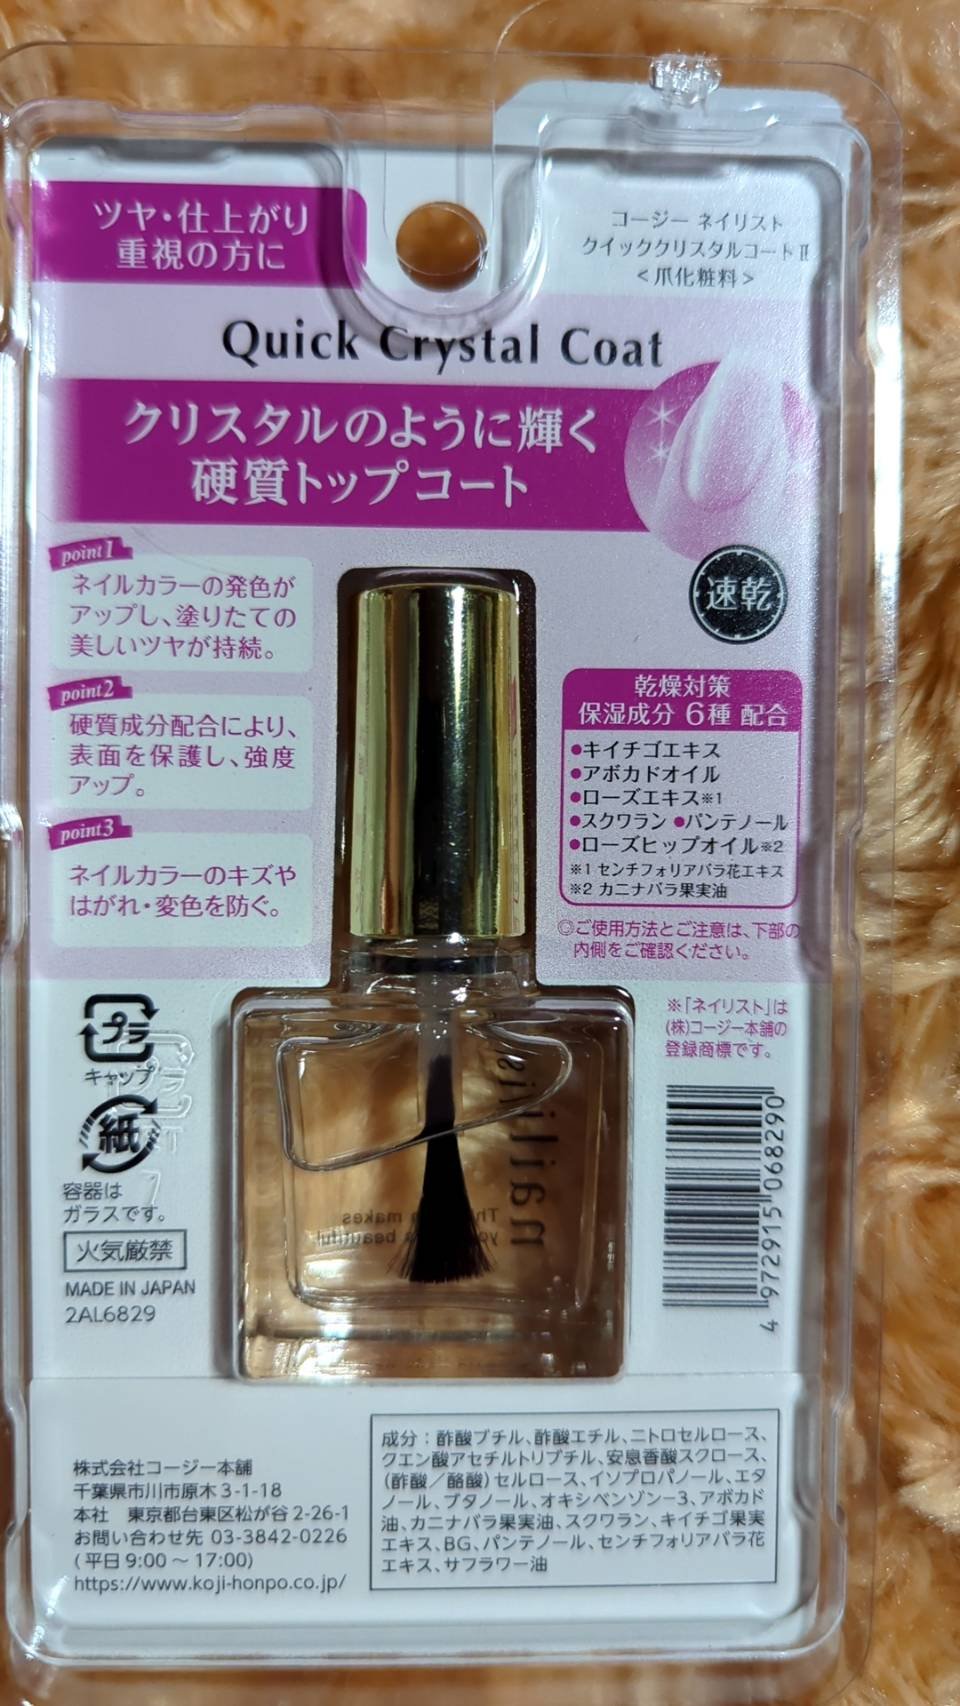 ツヤ・仕上がり
重視の方に
コージー ネイリスト
クイッククリスタルコートⅡ
<爪化粧料>
Quick Crystal Coat
クリスタルのように輝く
硬質トップコート
point1
ネイルカラーの発色が
アップし、塗りたての
美しいツヤが持続。
point2
硬質成分配合により、
表面を保護し、強度
アップ。
point3
ネイルカラーのキズや
はがれ・変色を防ぐ。
速乾
乾燥対策
保湿成分 6種 配合
●キイチゴエキス
●アボカドオイル
●ローズエキス※1
●スクワラン ●パンテノール
●ローズヒップオイル※2
※1 センチフォリアバラ花エキス
※2 カニナバラ果実油
◎ご使用方法とご注意は、下部の
内側をご確認ください。
プラ
キャップ
紙
容器は
ガラスです。
火気厳禁
MADE IN JAPAN
2AL6829
※「ネイリスト」は
(株)コージー本舗の
登録商標です。
4 972915 068290
nailist
株式会社コージー本舗
千葉県市川市原木3-1-18
本社 東京都台東区松が谷2-26-1
お問い合わせ先 03-3842-0226
(平日9:00～17:00)
https://www.koji-honpo.co.jp/
成分：酢酸ブチル、酢酸エチル、ニトロセルロース、
クエン酸アセチルトリブチル、安息香酸スクロース、
(酢酸／酪酸)セルロース、イソプロパノール、エタ
ノール、ブタノール、オキシベンゾン-3、アボカド
油、カニナバラ果実油、スクワラン、キイチゴ果実
エキス、BG、パンテノール、センチフォリアバラ花
エキス、サフラワー油